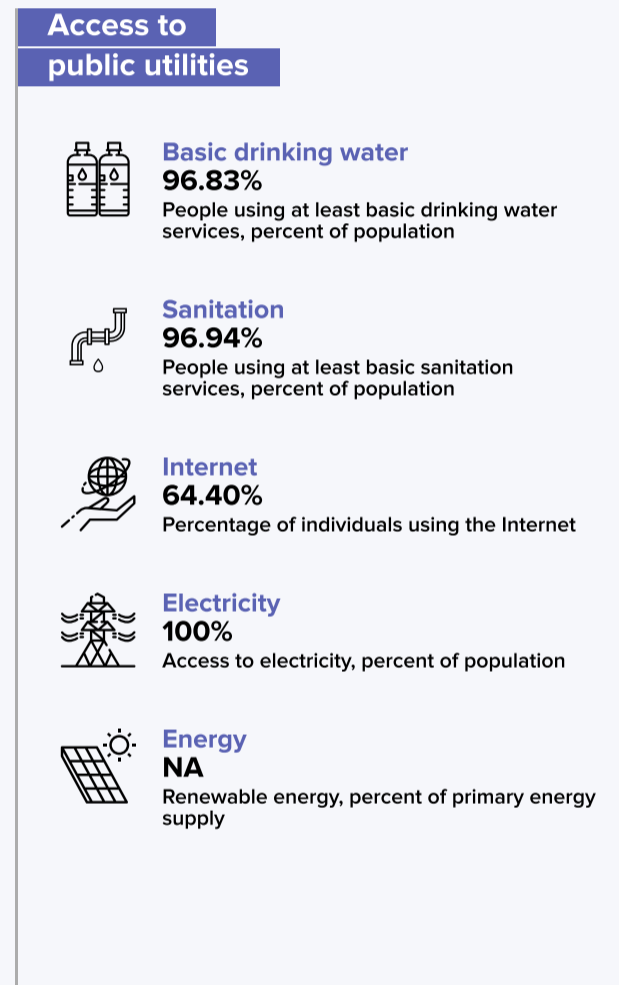 Access to
public utilities
Basic drinking water
96.83%
People using at least basic drinking water
services, percent of population
Sanitation
96.94%
People using at least basic sanitation
services, percent of population
Internet
64.40%
Percentage of individuals using the Internet
Electricity
100%
Access to electricity, percent of population
Energy
NA
Renewable energy, percent of primary energy
supply